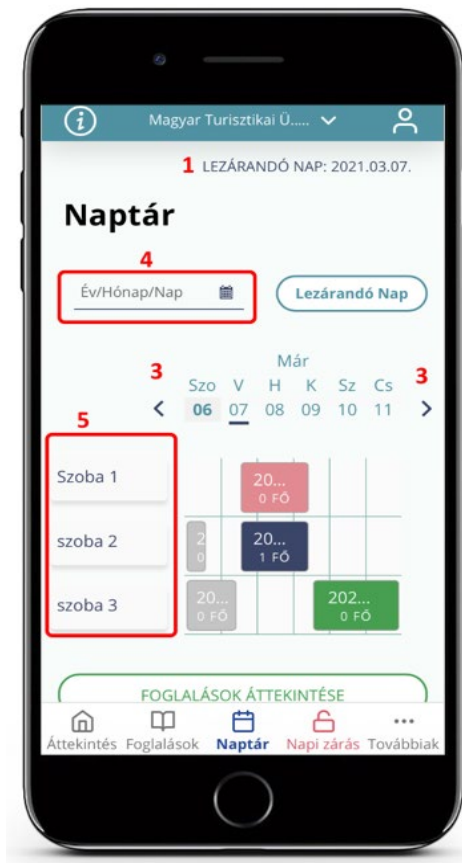 Magyar Turisztikai Ü.....
1 LEZÁRANDÓ NAP: 2021.03.07.
Naptár
4
Év/Hónap/Nap
Lezárandó Nap
Már
3 Szo V H K Sz Cs 3
< 06 07 08 09 10 11 >
5
Szoba 1
20...
0 FŐ
szoba 2
2 20...
0 1 FŐ
szoba 3
20... 202...
0 FŐ 0 FŐ
FOGLALÁSOK ÁTTEKINTÉSE
Áttekintés Foglalások Naptár Napi zárás Továbbiak